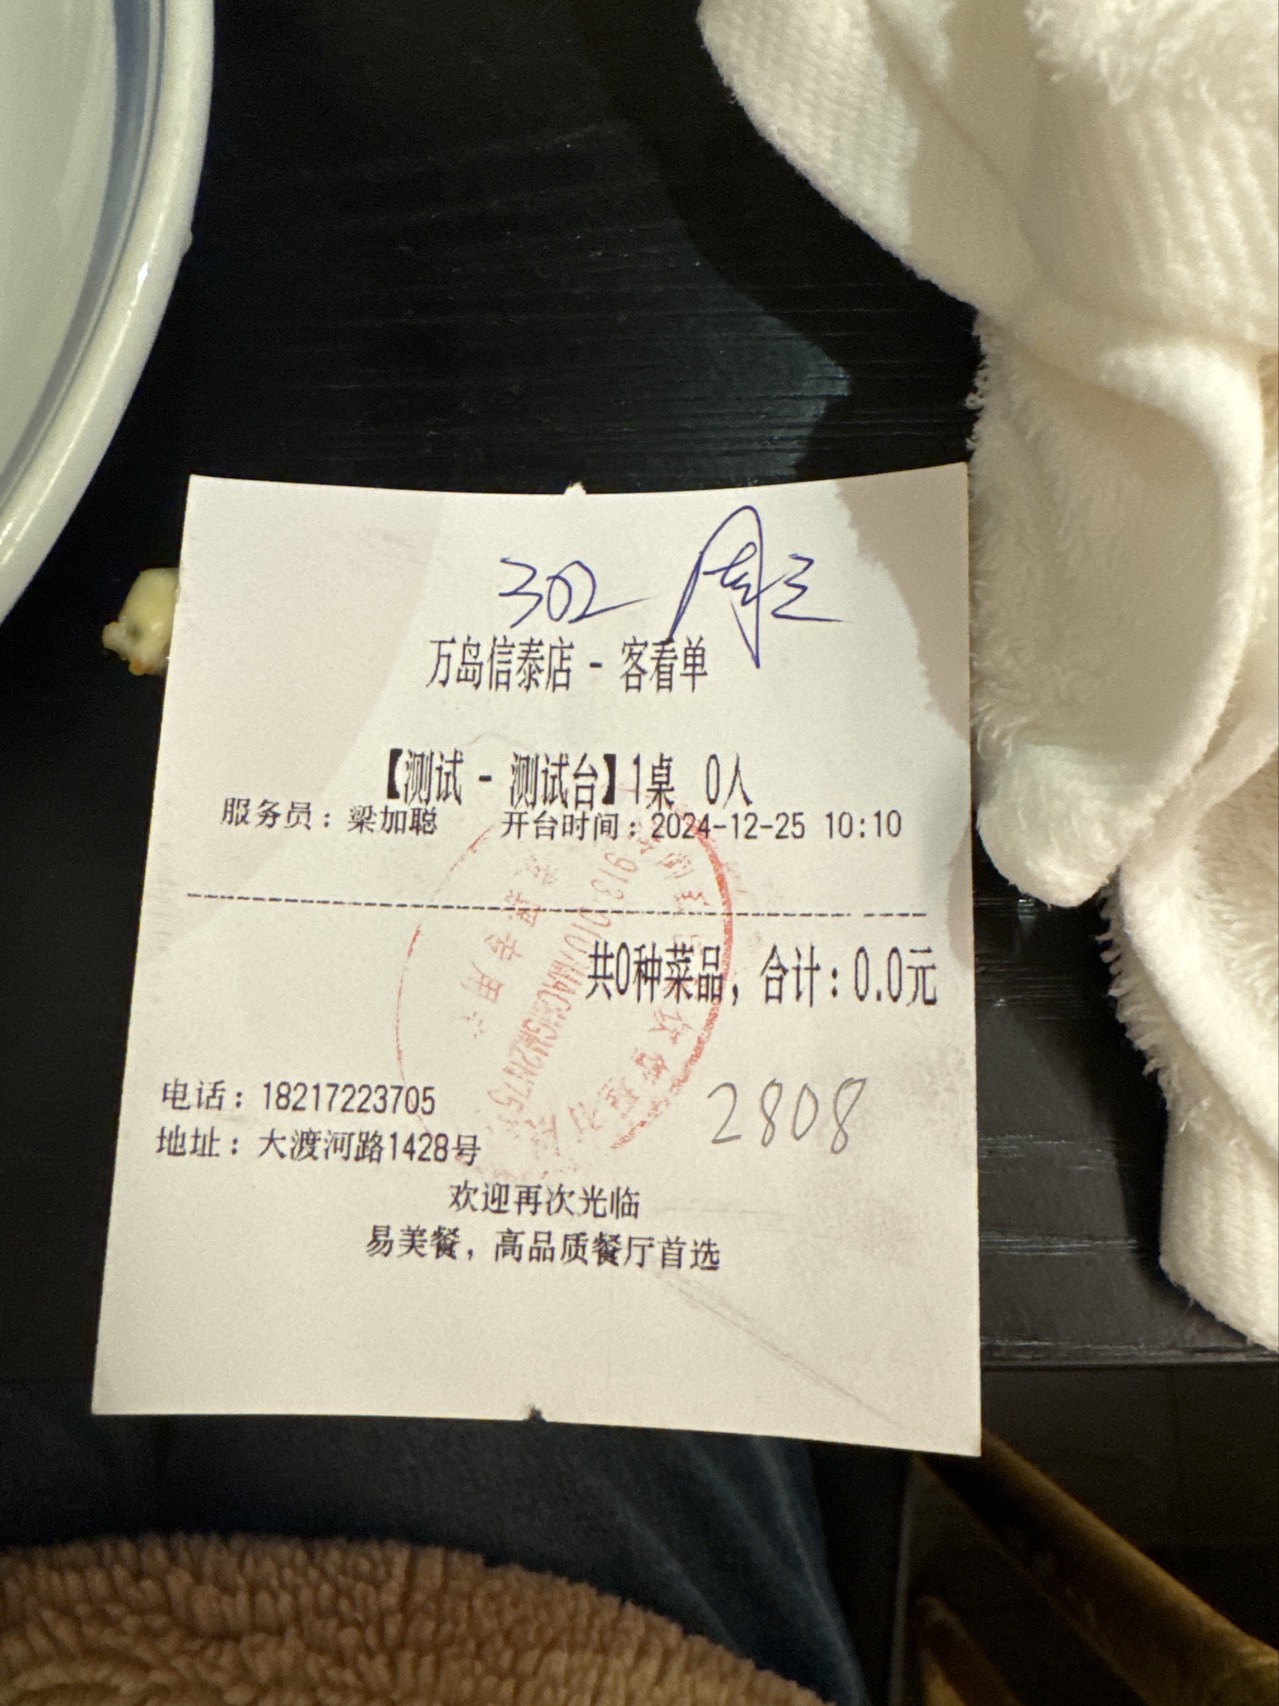 302 周三
万岛信泰店 - 客看单
【测试 - 测试台】1桌 0人
服务员：梁加聪 开台时间：2024-12-25 10:10
共0种菜品，合计：0.0元
电话：18217223705
2808
地址：大渡河路1428号
欢迎再次光临
易美餐，高品质餐厅首选